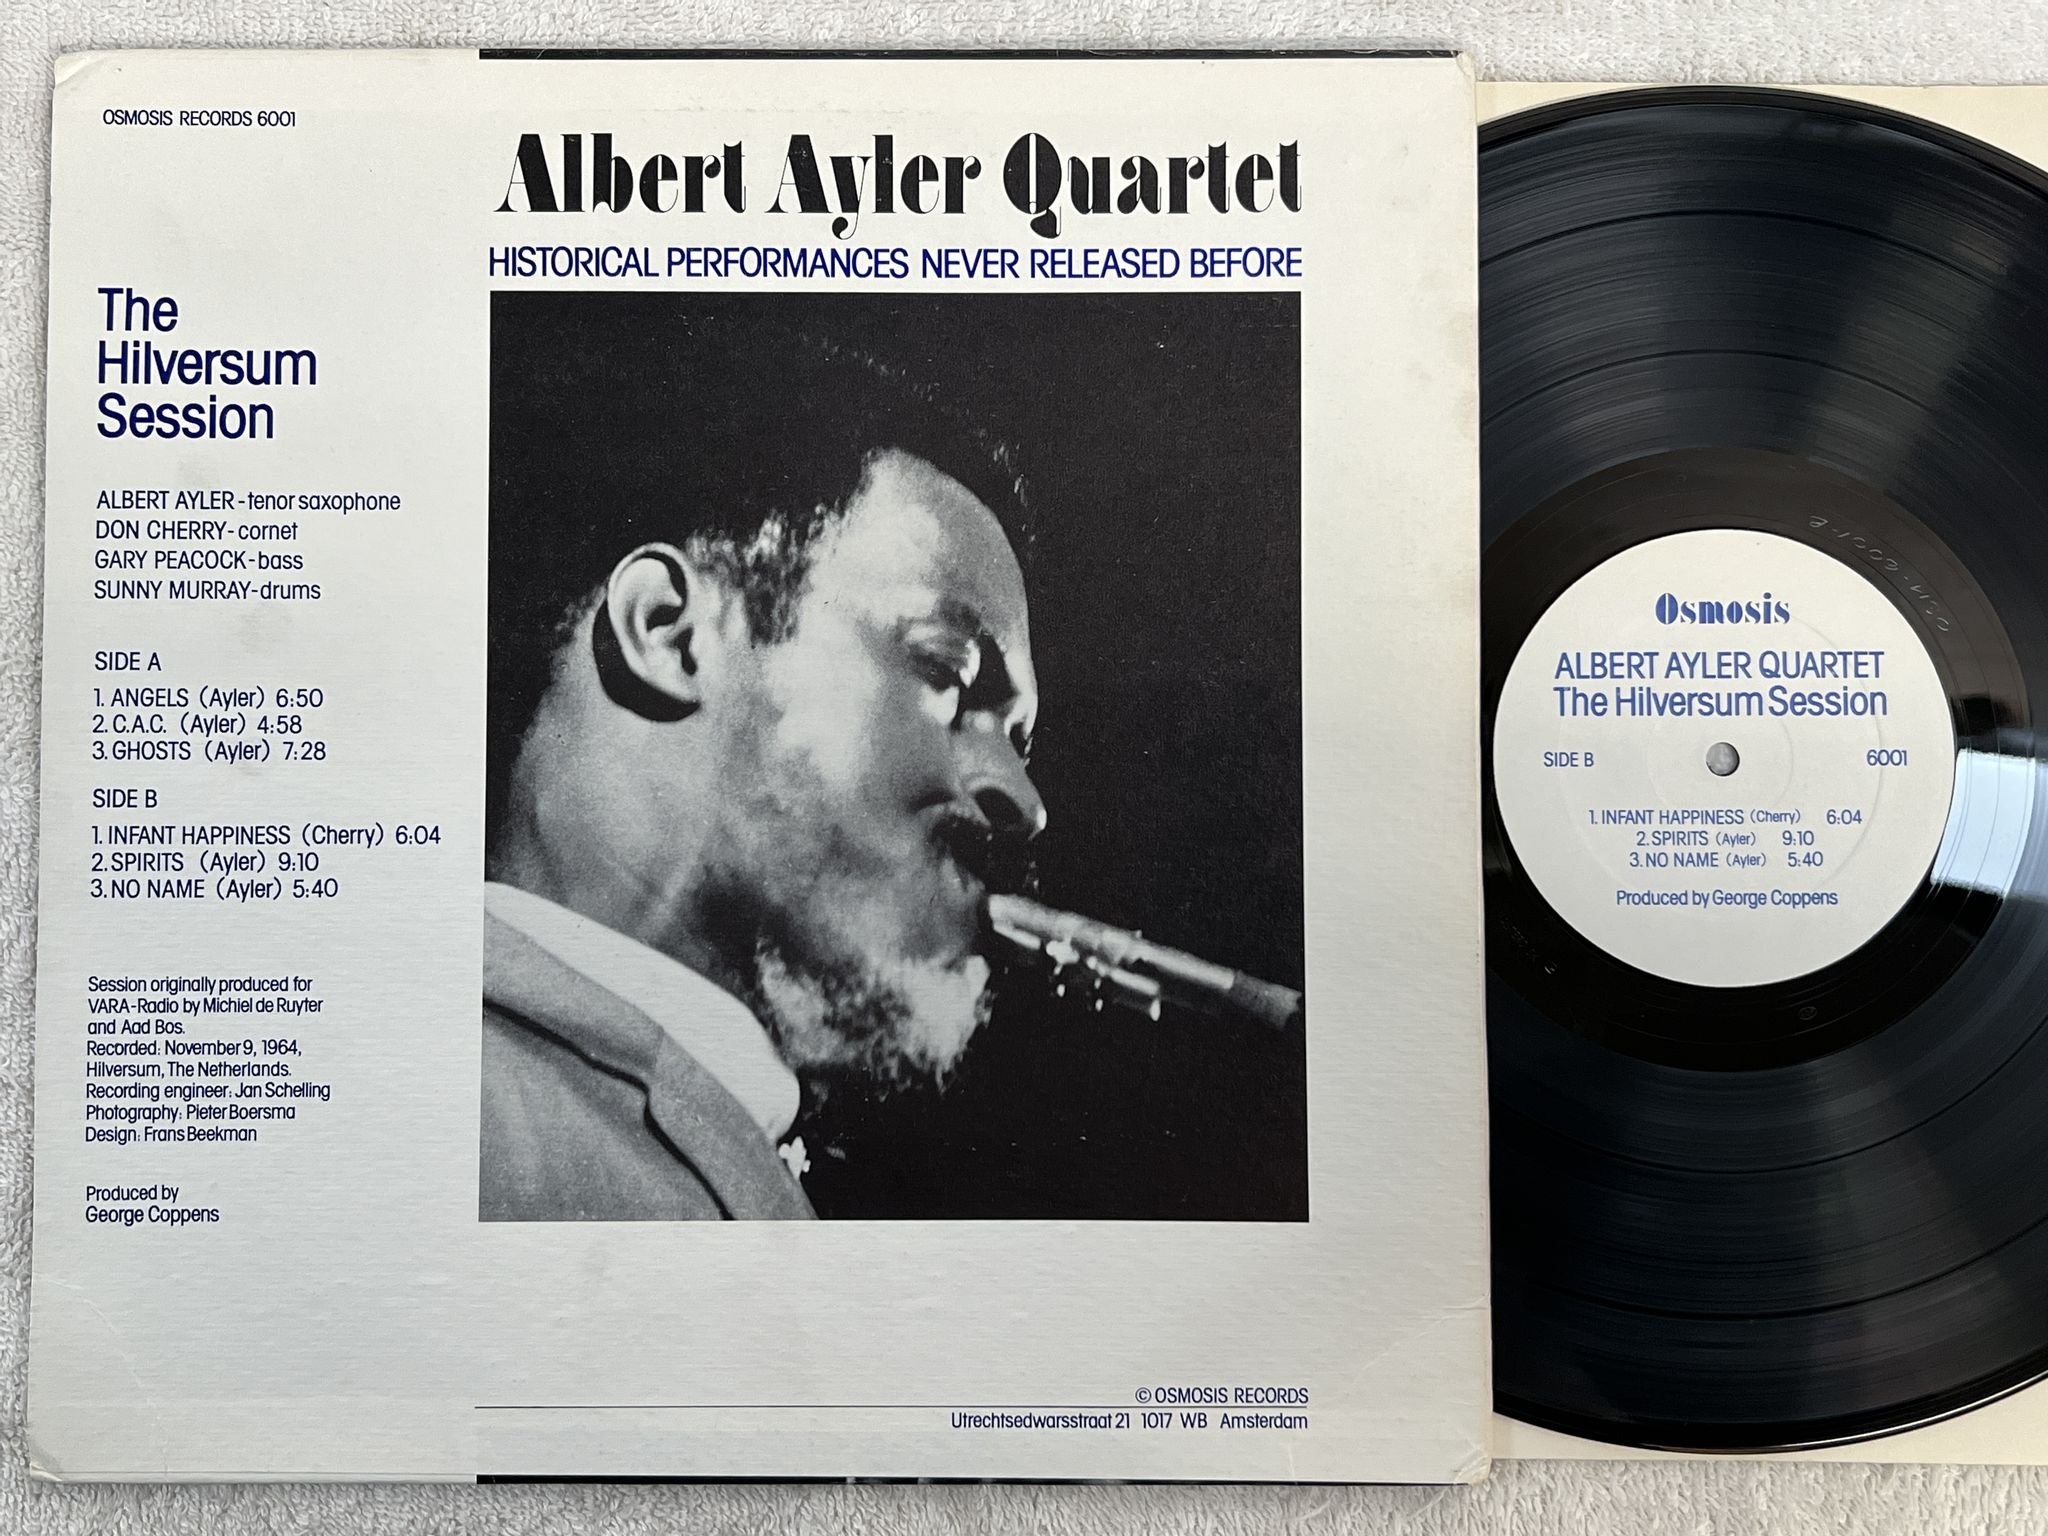 OSMOSIS RECORDS 6001
Albert Ayler Quartet
HISTORICAL PERFORMANCES NEVER RELEASED BEFORE
The
Hilversum
Session
ALBERT AYLER-tenor saxophone
DON CHERRY-cornet
GARY PEACOCK-bass
SUNNY MURRAY-drums
SIDE A
1. ANGELS (Ayler) 6:50
2. C.A.C. (Ayler) 4:58
3. GHOSTS (Ayler) 7:28
SIDE B
1. INFANT HAPPINESS (Cherry) 6:04
2. SPIRITS (Ayler) 9:10
3. NO NAME (Ayler) 5:40
Session originally produced for
VARA-Radio by Michiel de Ruyter
and Aad Bos.
Recorded: November 9, 1964,
Hilversum, The Netherlands.
Recording engineer: Jan Schelling
Photography: Pieter Boersma
Design: Frans Beekman
Produced by
George Coppens
© OSMOSIS RECORDS
Utrechtsedwarsstraat 21 1017 WB Amsterdam
Osmosis
ALBERT AYLER QUARTET
The Hilversum Session
SIDE B 6001
1. INFANT HAPPINESS (Cherry) 6:04
2. SPIRITS (Ayler) 9:10
3. NO NAME (Ayler) 5:40
Produced by George Coppens